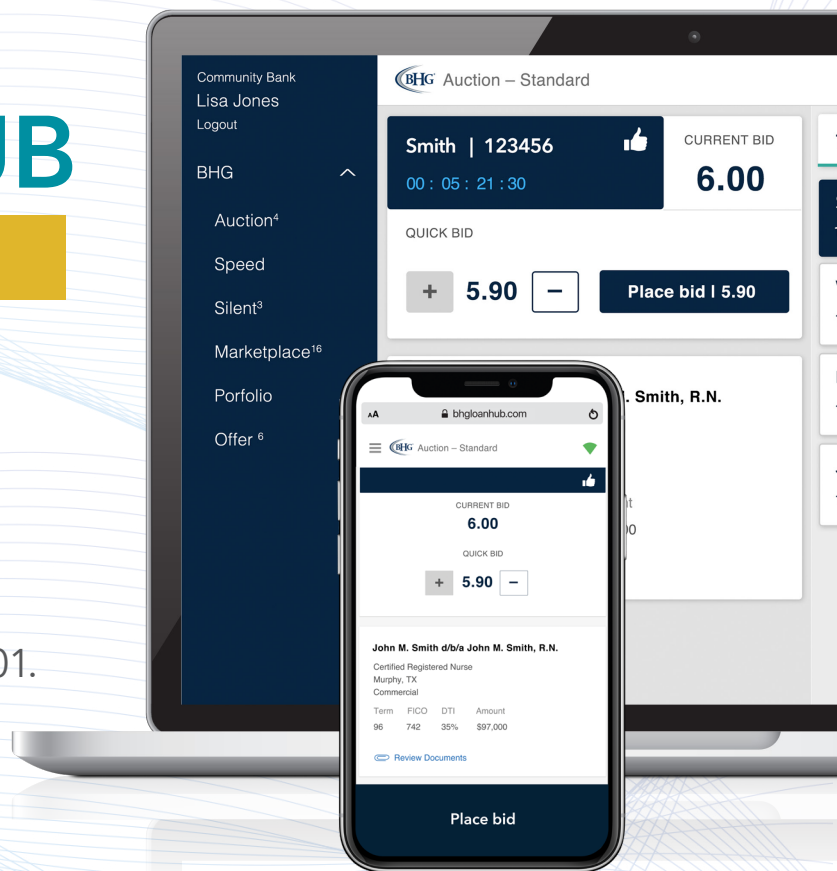 UB
01.
Community Bank
Lisa Jones
Logout
BHG
Auction⁴
Speed
Silent³
Marketplace¹⁶
Porfolio
Offer ⁶
BHG Auction – Standard
Smith | 123456
00 : 05 : 21 : 30
CURRENT BID
6.00
QUICK BID
+ 5.90 −
Place bid | 5.90
. Smith, R.N.
AA bhgloanhub.com
BHG Auction – Standard
CURRENT BID
6.00
QUICK BID
+ 5.90 −
John M. Smith d/b/a John M. Smith, R.N.
Certified Registered Nurse
Murphy, TX
Commercial
Term FICO DTI Amount
96 742 35% $97,000
Review Documents
Place bid